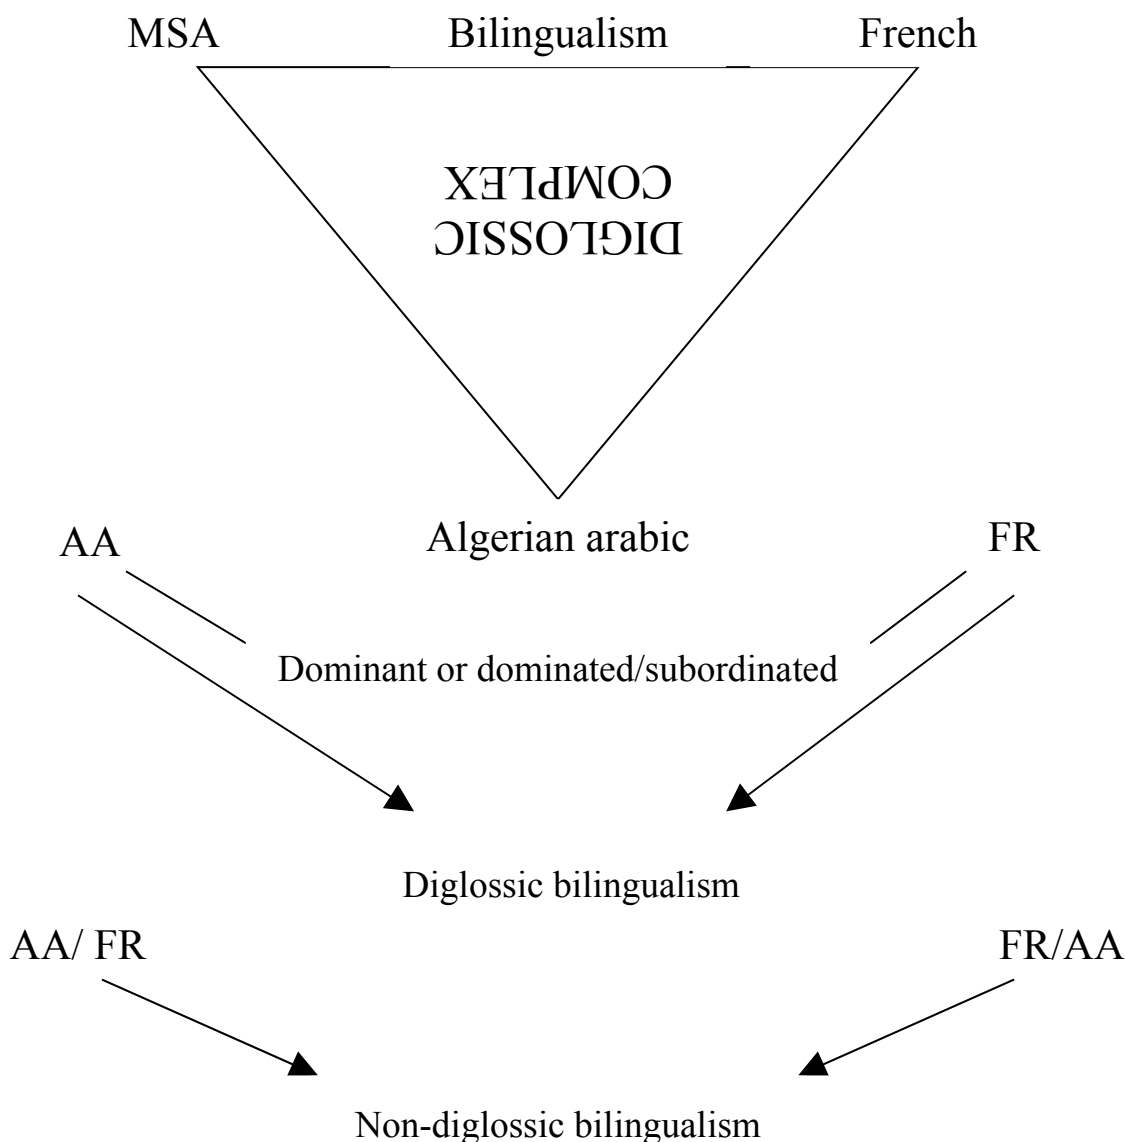 MSA Bilingualism French
DIGLOSSIC
COMPLEX
AA Algerian arabic FR
Dominant or dominated/subordinated
Diglossic bilingualism
AA/ FR FR/AA
Non-diglossic bilingualism